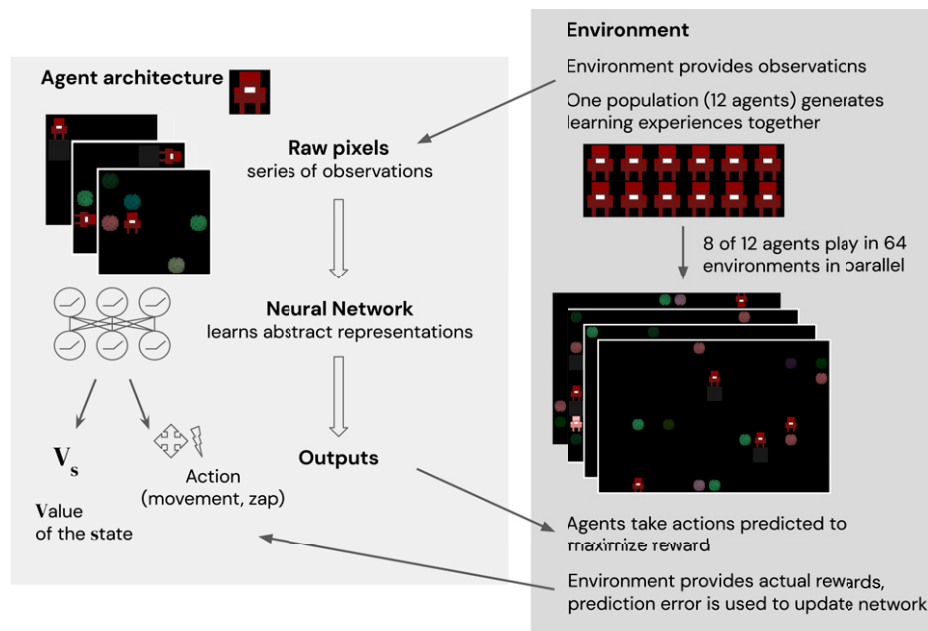 Agent architecture
Raw pixels
series of observations
Neural Network
learns abstract representations
Outputs
Vs
Value
of the state
Action
(movement, zap)
Environment
Environment provides observations
One population (12 agents) generates
learning experiences together
8 of 12 agents play in 64
environments in parallel
Agents take actions predicted to
maximize reward
Environment provides actual rewards,
prediction error is used to update network